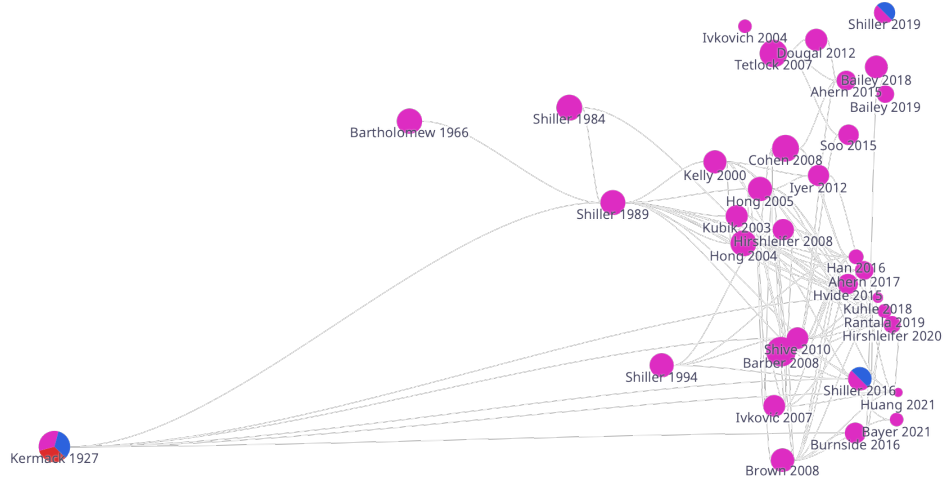 Shiller 2019
Ivkovich 2004
Dougal 2012
Tetlock 2007
Bailey 2018
Ahern 2015
Bailey 2019
Shiller 1984
Bartholomew 1966
Soo 2015
Cohen 2008
Kelly 2000
Iyer 2012
Hong 2005
Shiller 1989
Kubik 2003
Hirshleifer 2008
Hong 2004
Han 2016
Ahern 2017
Hvide 2015
Kuhle 2018
Rantala 2019
Hirshleifer 2020
Shive 2010
Barber 2008
Shiller 1994
Shiller 2016
Huang 2021
Ivkovic 2007
Bayer 2021
Burnside 2016
Kermack 1927
Brown 2008